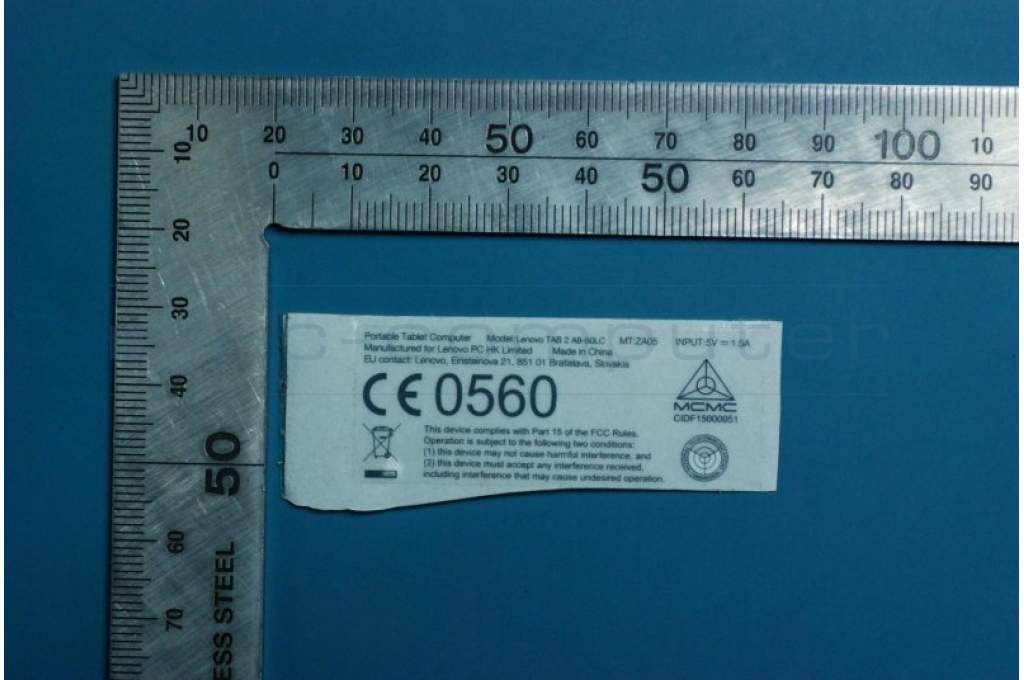 10 20 30 40 50 60 70 80 90 100 10
0 10 20 30 40 50 60 70 80 90
10
20
30
40
50
60
70
ESS STEEL
Portable Tablet Computer Model: Lenovo TAB 2 A8-50LC MT:ZA05 INPUT:5V⎓1.5A
Manufactured for Lenovo PC HK Limited Made in China
EU contact: Lenovo, Einsteinova 21, 851 01 Bratislava, Slovakia
CE0560
MCMC
CIDF15000051
This device complies with Part 15 of the FCC Rules.
Operation is subject to the following two conditions:
(1) this device may not cause harmful interference, and
(2) this device must accept any interference received,
including interference that may cause undesired operation.